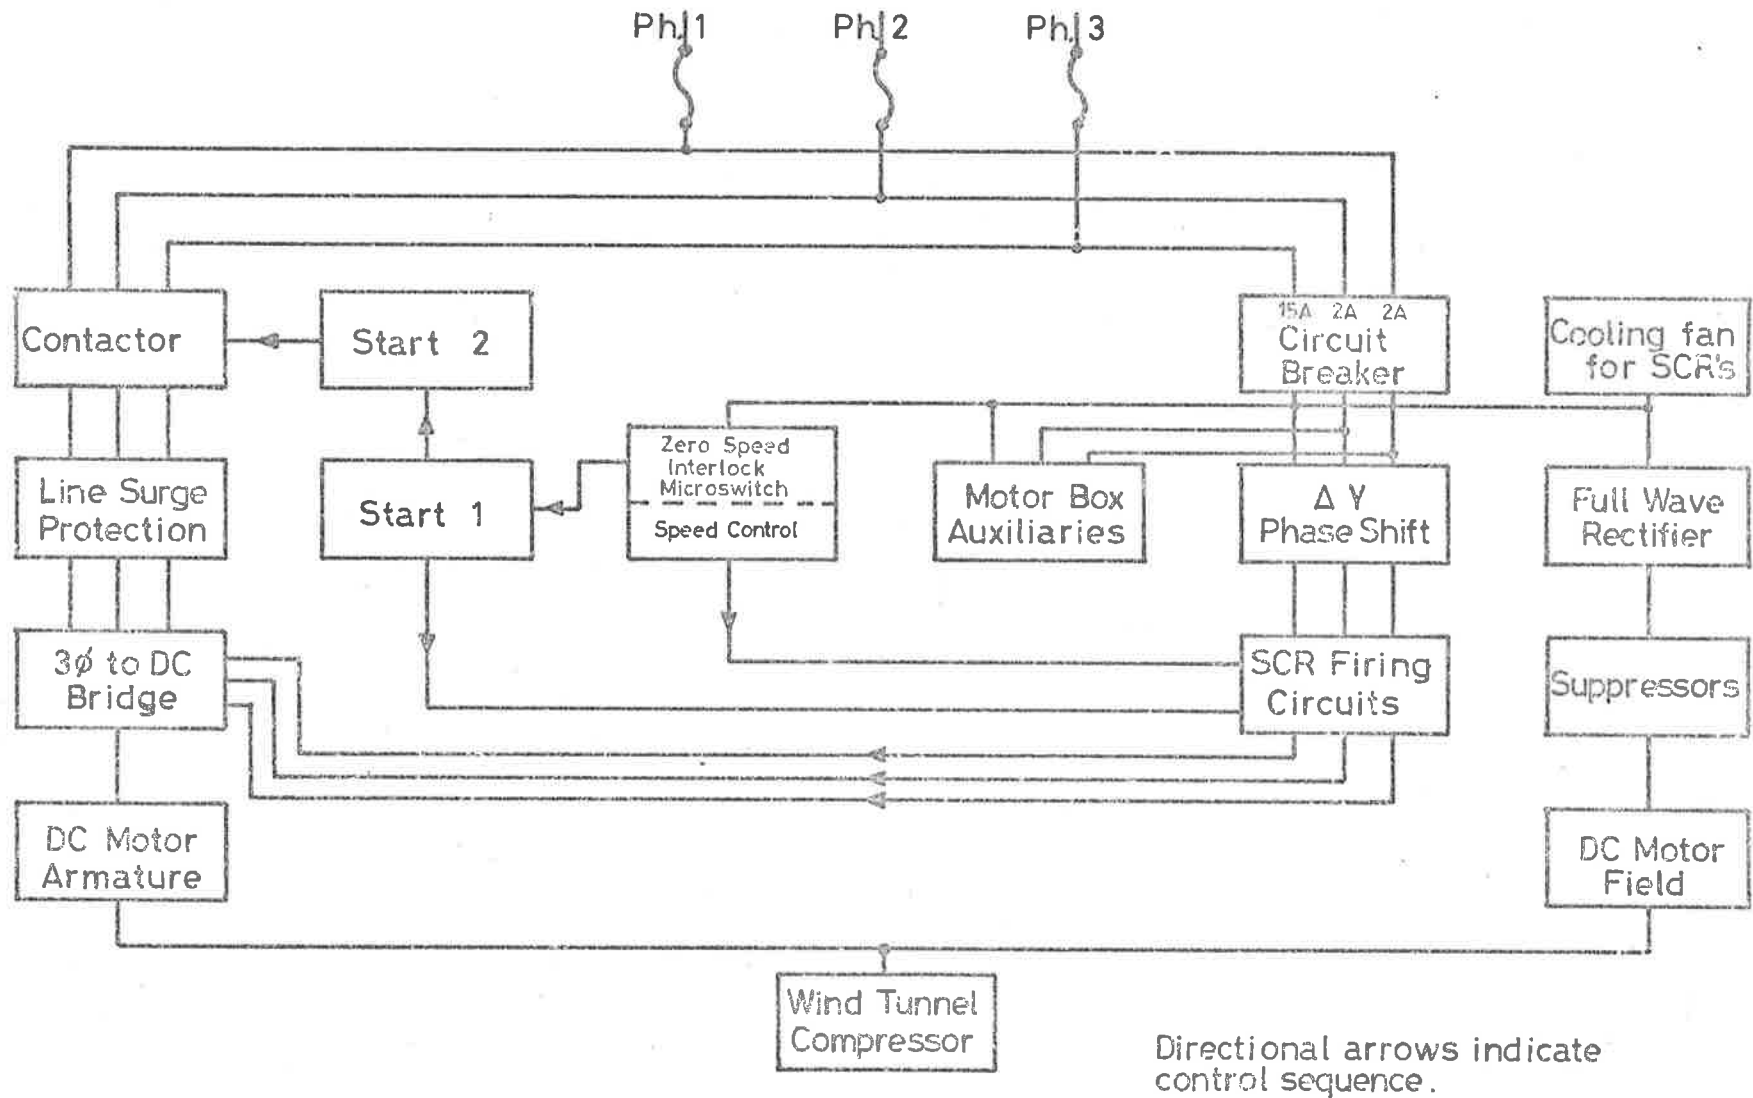 Ph. 1
Ph. 2
Ph. 3
Contactor
Start 2
15A 2A 2A
Circuit
Breaker
Cooling fan
for SCR's
Line Surge
Protection
Start 1
Zero Speed
Interlock
Microswitch
Speed Control
Motor Box
Auxiliaries
Δ Y
Phase Shift
Full Wave
Rectifier
3ϕ to DC
Bridge
SCR Firing
Circuits
Suppressors
DC Motor
Armature
DC Motor
Field
Wind Tunnel
Compressor
Directional arrows indicate
control sequence.